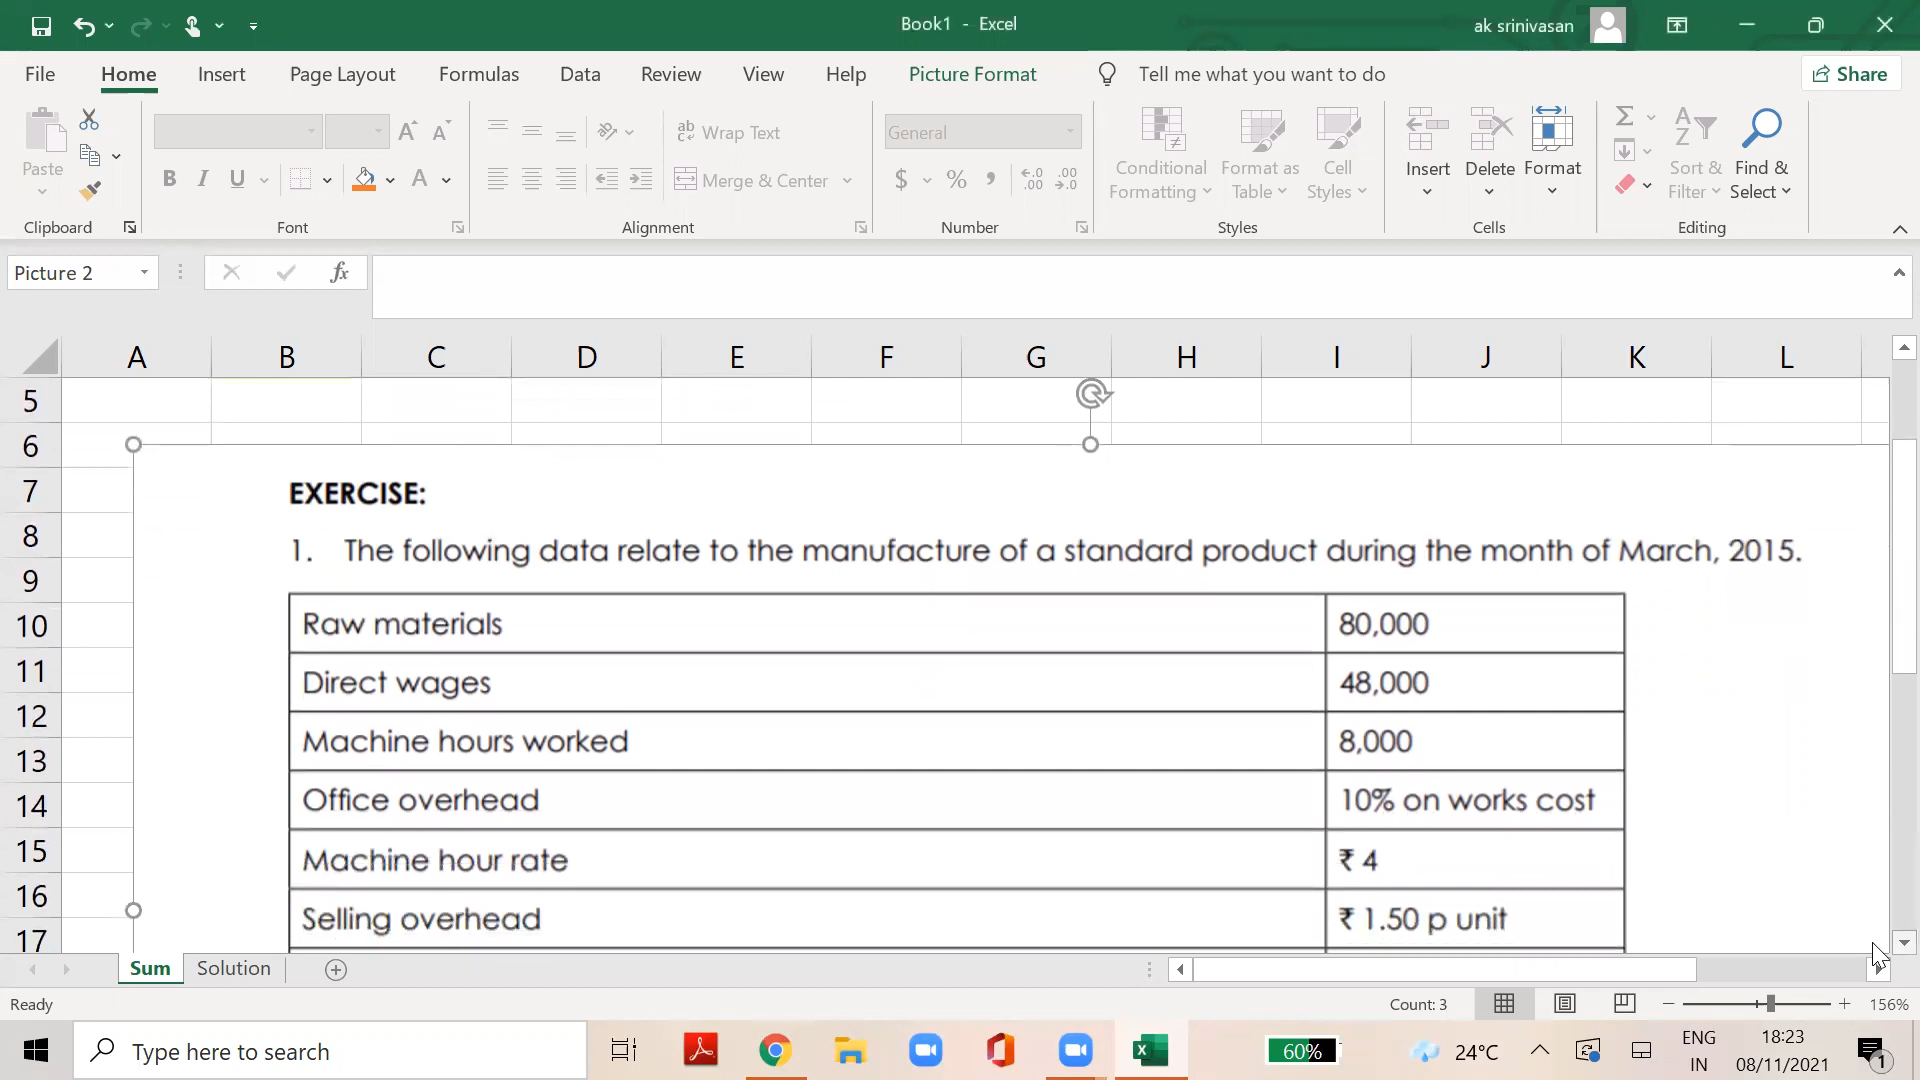 Book1 - Excel
ak srinivasan
File Home Insert Page Layout Formulas Data Review View Help Picture Format Tell me what you want to do Share
Paste
Wrap Text
Merge & Center
General
Conditional Formatting
Format as Table
Cell Styles
Insert
Delete
Format
Sort & Filter
Find & Select
Clipboard Font Alignment Number Styles Cells Editing
Picture 2 fx
A B C D E F G H I J K L
5
6
7 EXERCISE:
8 1. The following data relate to the manufacture of a standard product during the month of March, 2015.
9
10 Raw materials 80,000
11 Direct wages 48,000
12 Machine hours worked 8,000
13
14 Office overhead 10% on works cost
15 Machine hour rate ₹ 4
16 Selling overhead ₹ 1.50 p unit
17
Sum Solution
Ready Count: 3 156%
Type here to search 60% 24°C ENG IN 18:23 08/11/2021 1